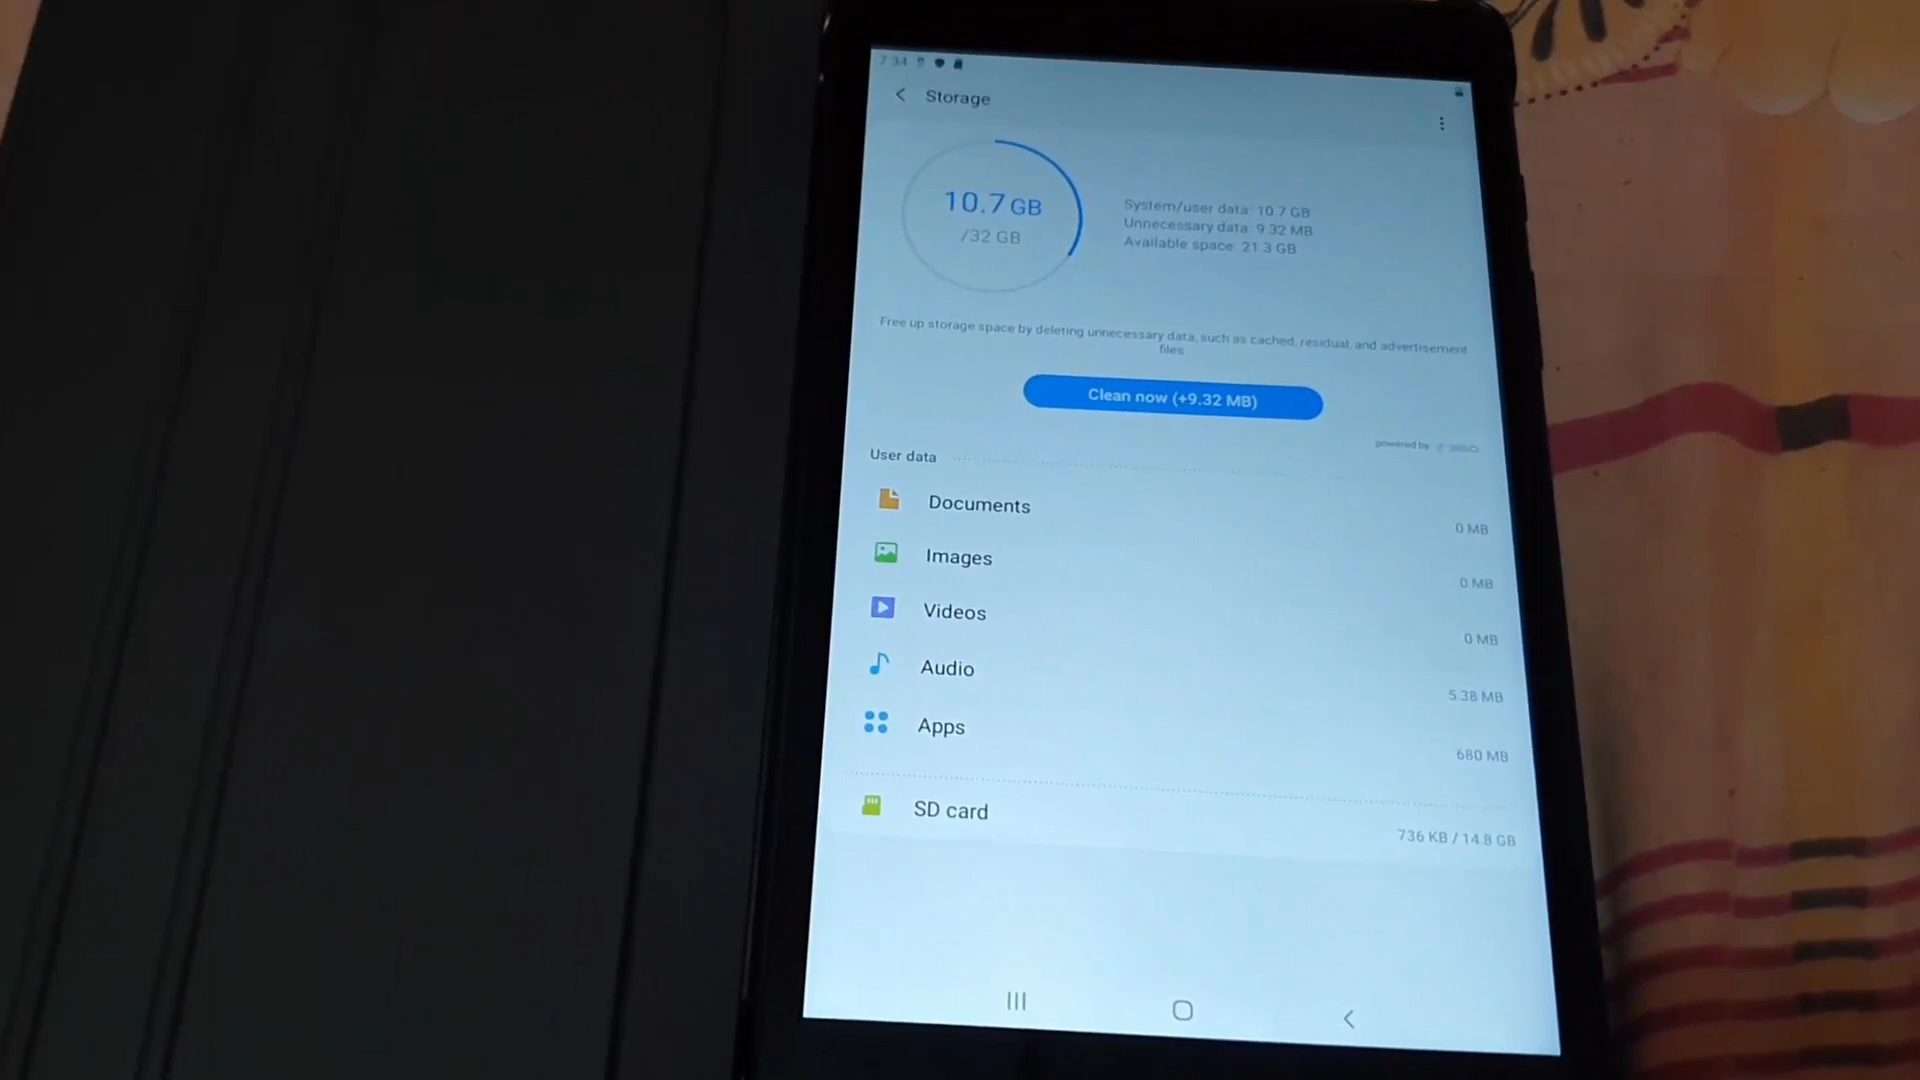 7:34
Storage
10.7 GB
/32 GB
System/user data: 10.7 GB
Unnecessary data: 9.32 MB
Available space: 21.3 GB
Free up storage space by deleting unnecessary data, such as cached, residual, and advertisement
files
Clean now (+9.32 MB)
powered by
User data
Documents
0 MB
Images
0 MB
Videos
0 MB
Audio
5.38 MB
Apps
680 MB
SD card
736 KB / 14.8 GB